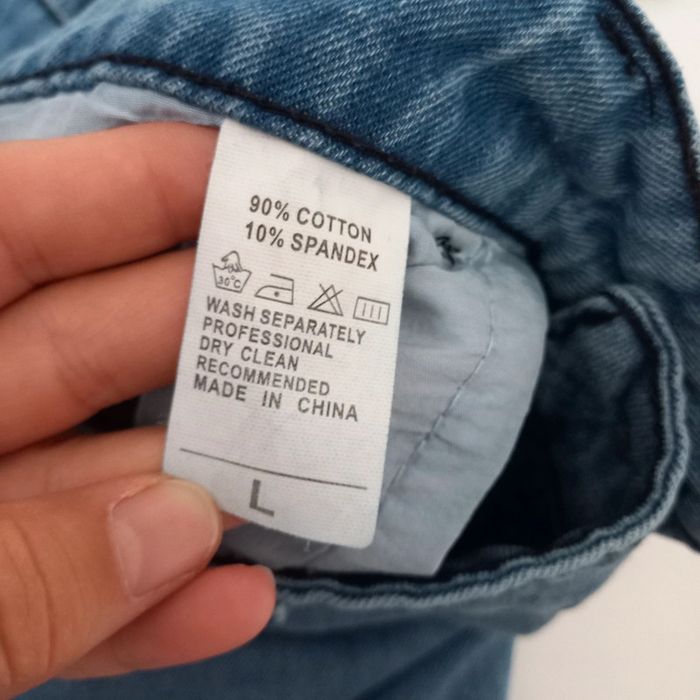 90% COTTON
10% SPANDEX
30°C
WASH SEPARATELY
PROFESSIONAL
DRY CLEAN
RECOMMENDED
MADE IN CHINA
L